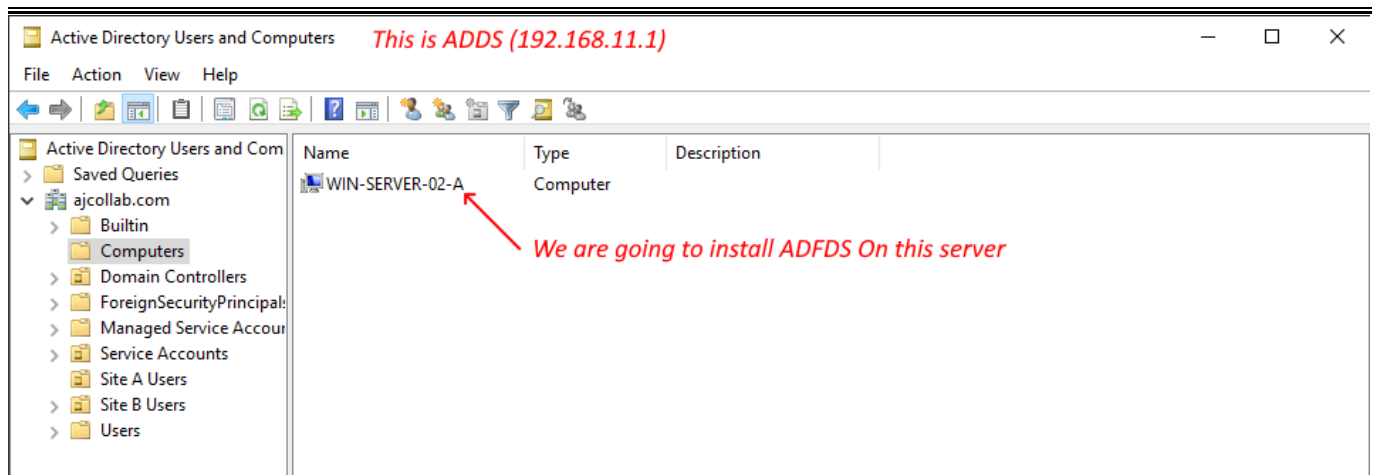 Active Directory Users and Computers This is ADDS (192.168.11.1)
File Action View Help
Active Directory Users and Com
Name Type Description
Saved Queries
WIN-SERVER-02-A Computer
ajcollab.com
Builtin
We are going to install ADFDS On this server
Computers
Domain Controllers
ForeignSecurityPrincipals
Managed Service Accour
Service Accounts
Site A Users
Site B Users
Users